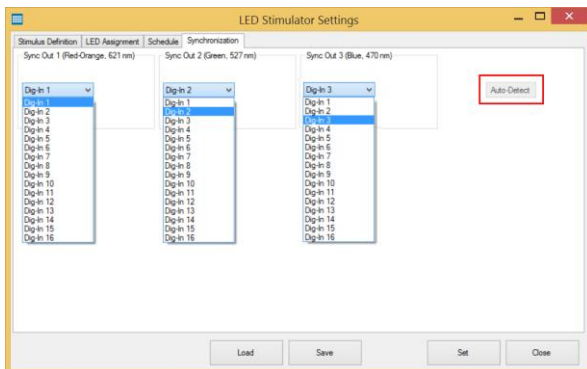 LED Stimulator Settings
Stimulus Definition LED Assignment Schedule Synchronization
Sync Out 1 (Red-Orange, 621 nm) Sync Out 2 (Green, 527 nm) Sync Out 3 (Blue, 470 nm)
Dig-In 1 Dig-In 2 Dig-In 3 Auto-Detect
Dig-In 1 Dig-In 1 Dig-In 1
Dig-In 2 Dig-In 2 Dig-In 2
Dig-In 3 Dig-In 3 Dig-In 3
Dig-In 4 Dig-In 4 Dig-In 4
Dig-In 5 Dig-In 5 Dig-In 5
Dig-In 6 Dig-In 6 Dig-In 6
Dig-In 7 Dig-In 7 Dig-In 7
Dig-In 8 Dig-In 8 Dig-In 8
Dig-In 9 Dig-In 9 Dig-In 9
Dig-In 10 Dig-In 10 Dig-In 10
Dig-In 11 Dig-In 11 Dig-In 11
Dig-In 12 Dig-In 12 Dig-In 12
Dig-In 13 Dig-In 13 Dig-In 13
Dig-In 14 Dig-In 14 Dig-In 14
Dig-In 15 Dig-In 15 Dig-In 15
Dig-In 16 Dig-In 16 Dig-In 16
Load Save Set Close